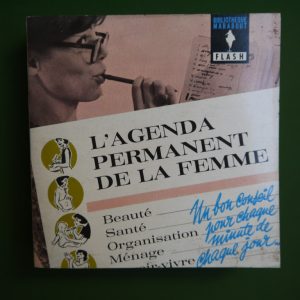 BIBLIOTHEQUE
MARABOUT
FLASH
L'AGENDA
PERMANENT
DE LA FEMME
Beauté
Santé
Organisation
Ménage
Un bon conseil
pour chaque
minute de
chaque jour...